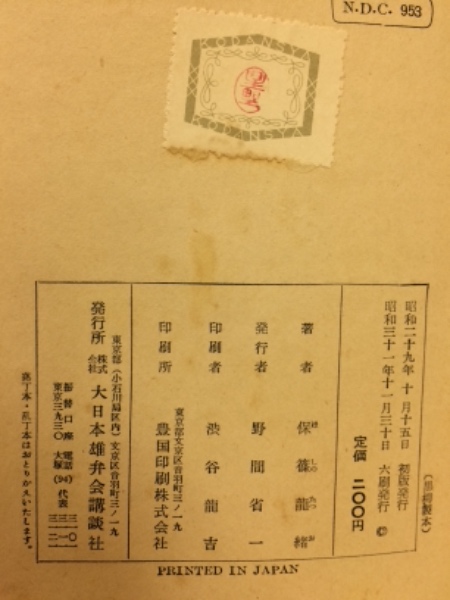 N.D.C. 953
KODANSYA
KODANSYA
(黒柳製本)
昭和二十九年 十月十五日 初版発行
昭和三十一年十一月三十日 六刷発行 ©
定価 二〇〇円
著者 保篠龍緒
発行者 野間省一
印刷者 渋谷龍吉
東京都文京区音羽町三ノ一九
印刷所 豊国印刷株式会社
東京都(小石川局区内)文京区音羽町三ノ一九
発行所 株式会社 大日本雄弁会講談社
振替口座 東京三九三〇
電話 大塚(94) 代表
落丁本・乱丁本はおとりかえいたします。
PRINTED IN JAPAN